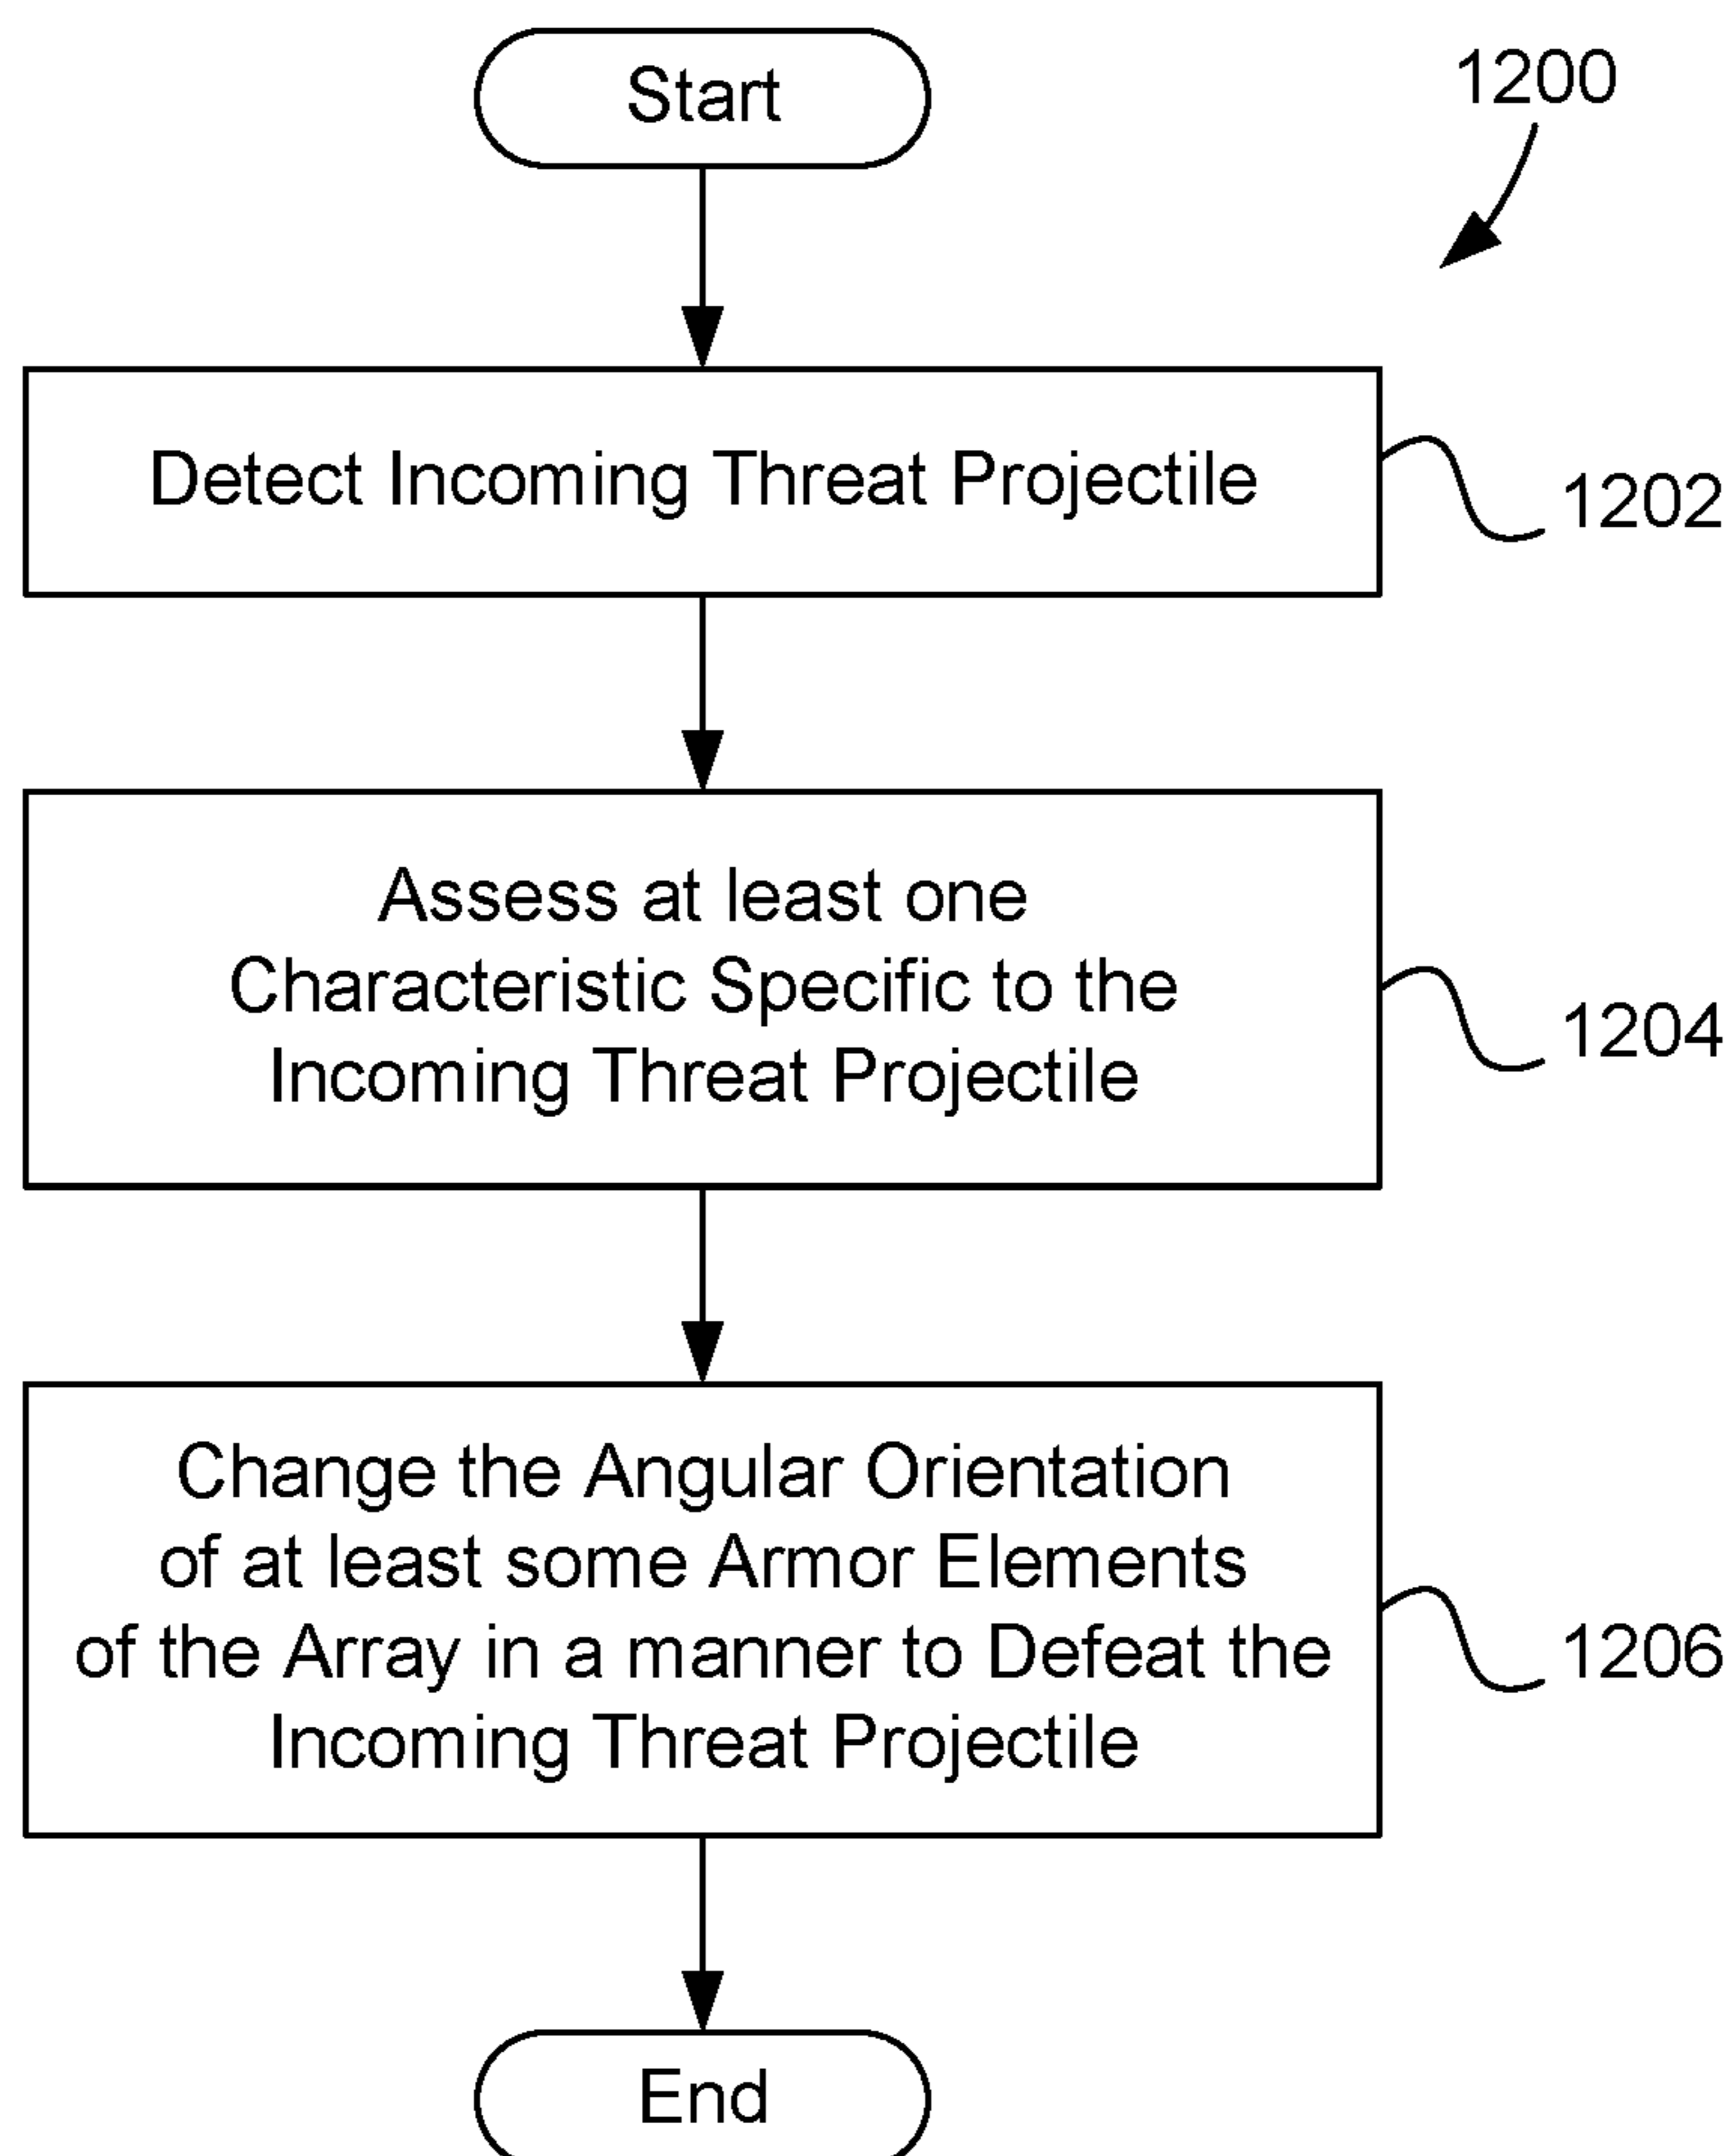 Start
1200
Detect Incoming Threat Projectile
1202
Assess at least one
Characteristic Specific to the
Incoming Threat Projectile
1204
Change the Angular Orientation
of at least some Armor Elements
of the Array in a manner to Defeat the
Incoming Threat Projectile
1206
End